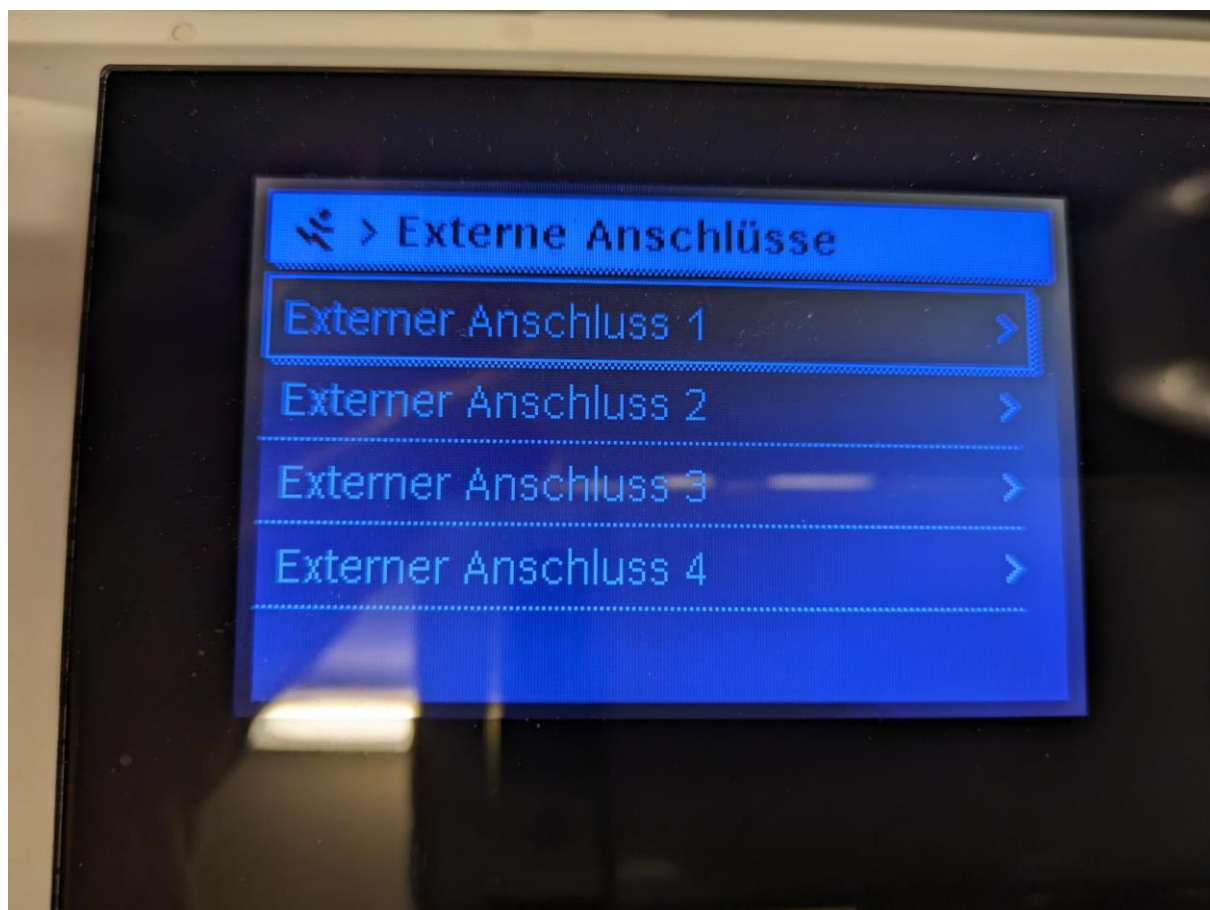 > Externe Anschlüsse
Externer Anschluss 1
Externer Anschluss 2
Externer Anschluss 3
Externer Anschluss 4